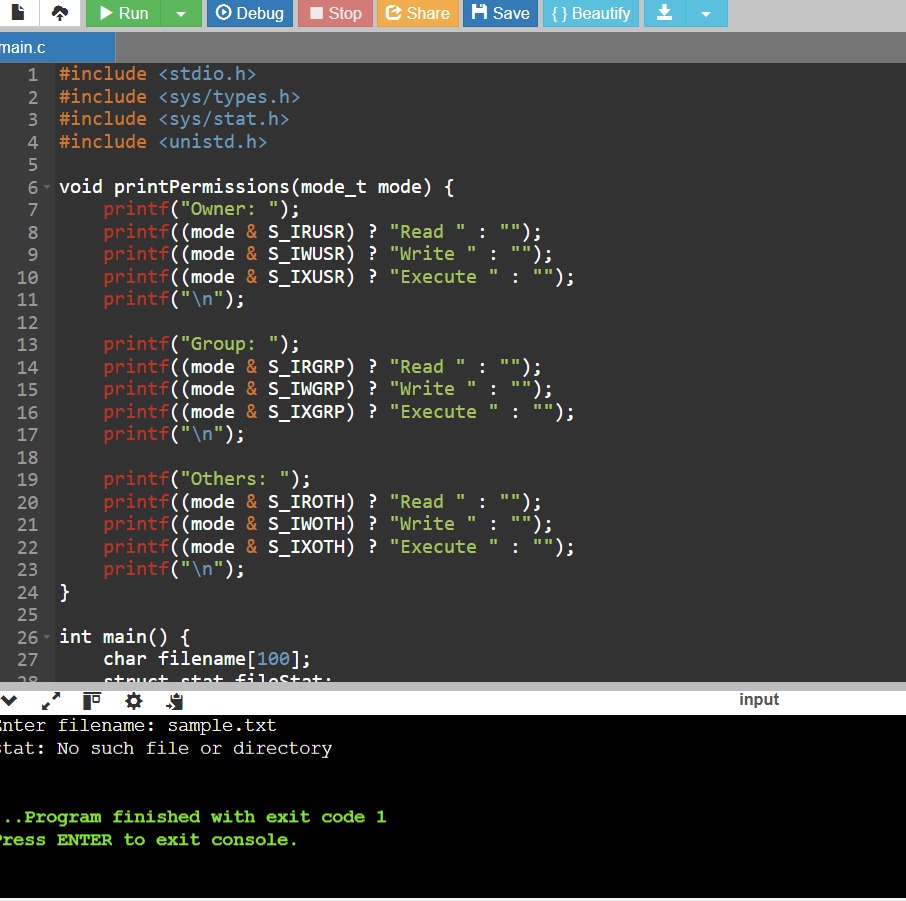 Run Debug Stop Share Save { } Beautify
main.c
1 #include <stdio.h>
2 #include <sys/types.h>
3 #include <sys/stat.h>
4 #include <unistd.h>
5
6 void printPermissions(mode_t mode) {
7     printf("Owner: ");
8     printf((mode & S_IRUSR) ? "Read " : "");
9     printf((mode & S_IWUSR) ? "Write " : "");
10     printf((mode & S_IXUSR) ? "Execute " : "");
11     printf("\n");
12
13     printf("Group: ");
14     printf((mode & S_IRGRP) ? "Read " : "");
15     printf((mode & S_IWGRP) ? "Write " : "");
16     printf((mode & S_IXGRP) ? "Execute " : "");
17     printf("\n");
18
19     printf("Others: ");
20     printf((mode & S_IROTH) ? "Read " : "");
21     printf((mode & S_IWOTH) ? "Write " : "");
22     printf((mode & S_IXOTH) ? "Execute " : "");
23     printf("\n");
24 }
25
26 int main() {
27     char filename[100];
28     struct stat fileStat;
input
Enter filename: sample.txt
stat: No such file or directory
...Program finished with exit code 1
Press ENTER to exit console.